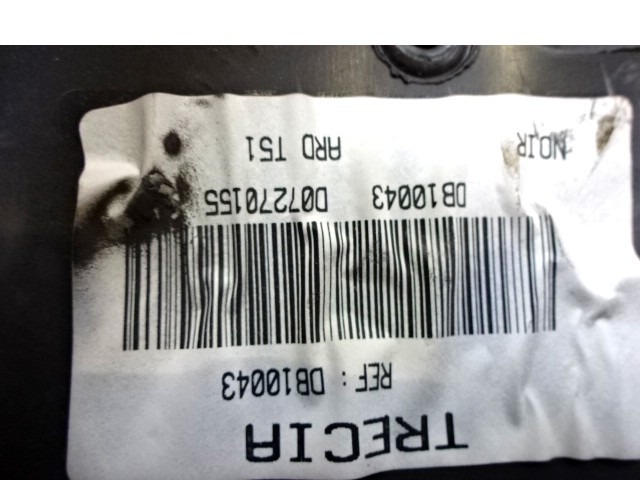 TRECIA
REF: DB10043
DB10043 D07270155
NOIR ARD T51